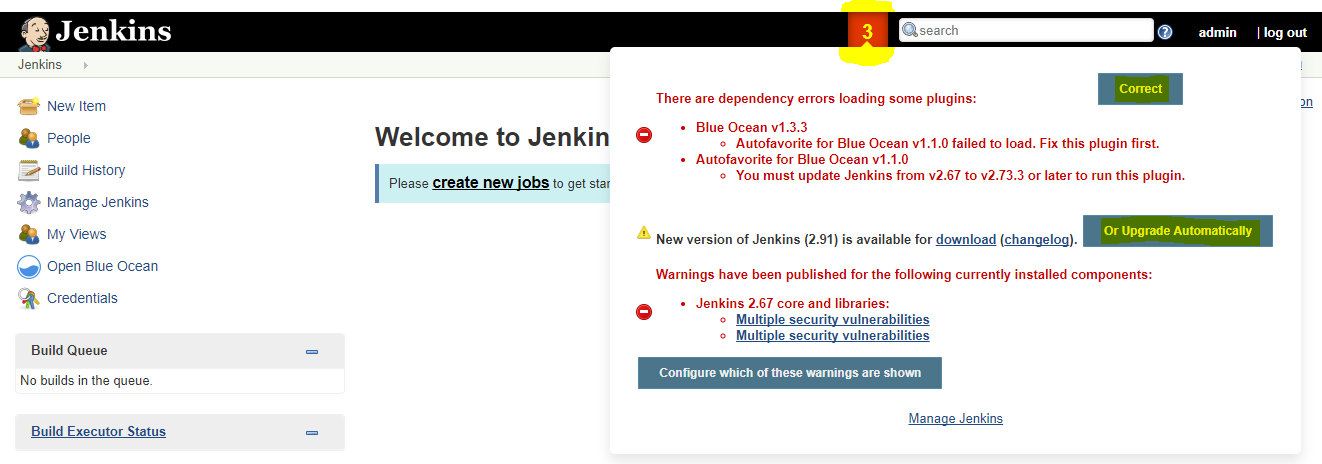 Jenkins
3
search
admin
| log out
Jenkins
New Item
People
Build History
Manage Jenkins
My Views
Open Blue Ocean
Credentials
Build Queue
No builds in the queue.
Build Executor Status
Welcome to Jenkin
Please create new jobs to get star
There are dependency errors loading some plugins:
Correct
Blue Ocean v1.3.3
Autofavorite for Blue Ocean v1.1.0 failed to load. Fix this plugin first.
Autofavorite for Blue Ocean v1.1.0
You must update Jenkins from v2.67 to v2.73.3 or later to run this plugin.
New version of Jenkins (2.91) is available for download (changelog).
Or Upgrade Automatically
Warnings have been published for the following currently installed components:
Jenkins 2.67 core and libraries:
Multiple security vulnerabilities
Multiple security vulnerabilities
Configure which of these warnings are shown
Manage Jenkins
on